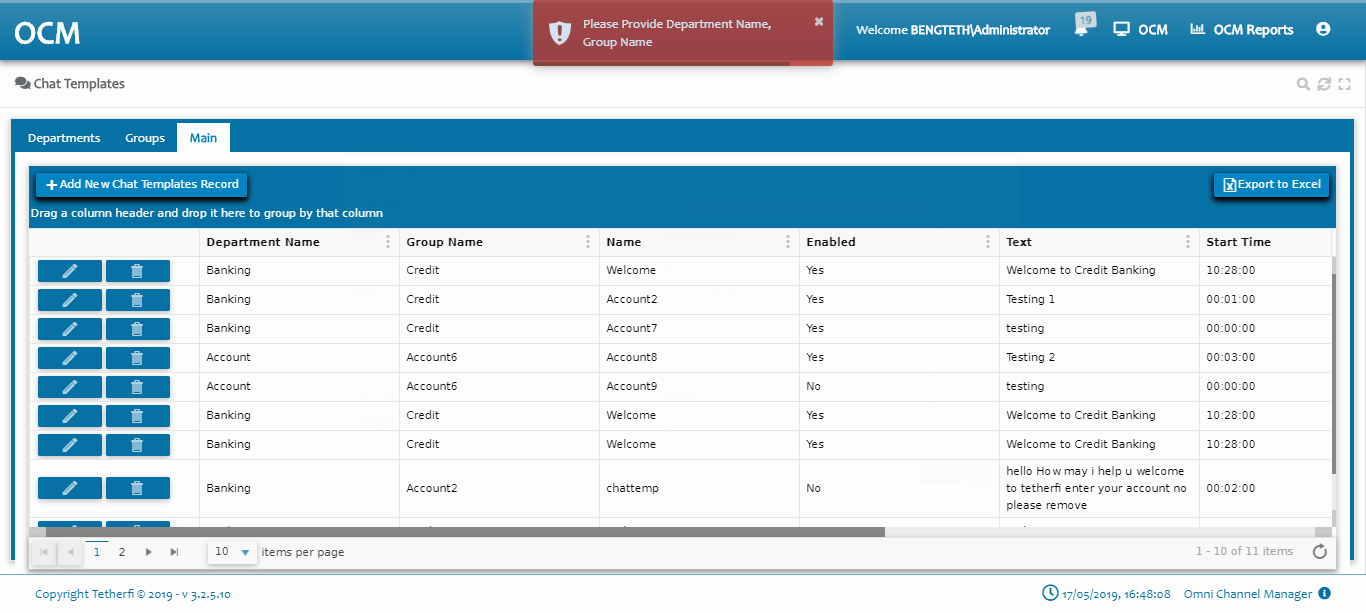 OCM
Please Provide Department Name,
Group Name
Welcome BENGTETH\Administrator
19
OCM
OCM Reports
Chat Templates
Departments
Groups
Main
Add New Chat Templates Record
Export to Excel
Drag a column header and drop it here to group by that column
Department Name Group Name Name Enabled Text Start Time
Banking Credit Welcome Yes Welcome to Credit Banking 10:28:00
Banking Credit Account2 Yes Testing 1 00:01:00
Banking Credit Account7 Yes testing 00:00:00
Account Account6 Account8 Yes Testing 2 00:03:00
Account Account6 Account9 No testing 00:00:00
Banking Credit Welcome Yes Welcome to Credit Banking 10:28:00
Banking Credit Welcome Yes Welcome to Credit Banking 10:28:00
Banking Account2 chattemp No hello How may i help u welcome
to tetherfi enter your account no
please remove
00:02:00
1 2
10 items per page
1 - 10 of 11 items
Copyright Tetherfi © 2019 - v 3.2.5.10
17/05/2019, 16:48:08
Omni Channel Manager